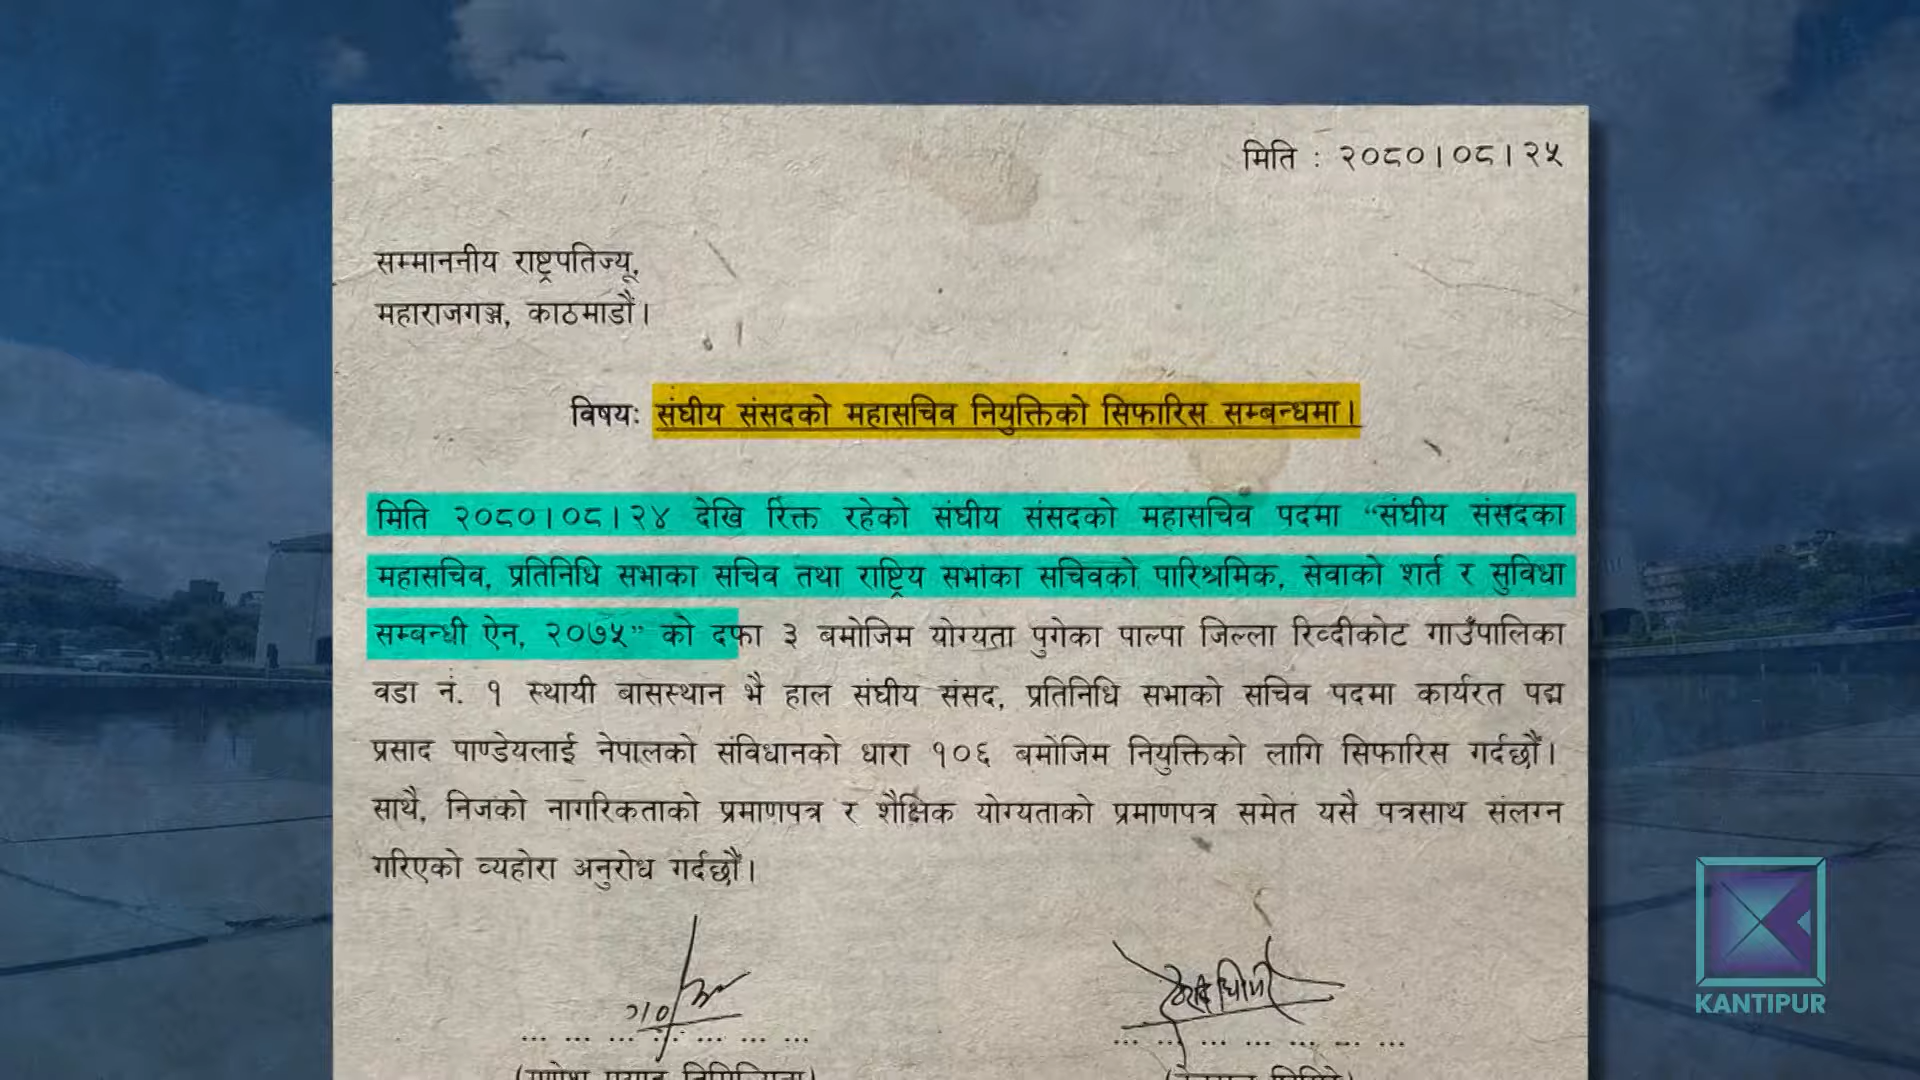 मिति : २०८०।०८।२५
सम्माननीय राष्ट्रपतिज्यू,
महाराजगञ्ज, काठमाडौं।
विषयः संघीय संसदको महासचिव नियुक्तिको सिफारिस सम्बन्धमा।
मिति २०८०।०८।२४ देखि रिक्त रहेको संघीय संसदको महासचिव पदमा “संघीय संसदका
महासचिव, प्रतिनिधि सभाका सचिव तथा राष्ट्रिय सभाका सचिवको पारिश्रमिक, सेवाको शर्त र सुविधा
सम्बन्धी ऐन, २०७५” को दफा ३ बमोजिम योग्यता पुगेका पाल्पा जिल्ला रिव्दीकोट गाउँपालिका
वडा नं. १ स्थायी बासस्थान भै हाल संघीय संसद, प्रतिनिधि सभाको सचिव पदमा कार्यरत पद्म
प्रसाद पाण्डेयलाई नेपालको संविधानको धारा १०६ बमोजिम नियुक्तिको लागि सिफारिस गर्दछौं।
साथै, निजको नागरिकताको प्रमाणपत्र र शैक्षिक योग्यताको प्रमाणपत्र समेत यसै पत्रसाथ संलग्न
गरिएको व्यहोरा अनुरोध गर्दछौं।
KANTIPUR